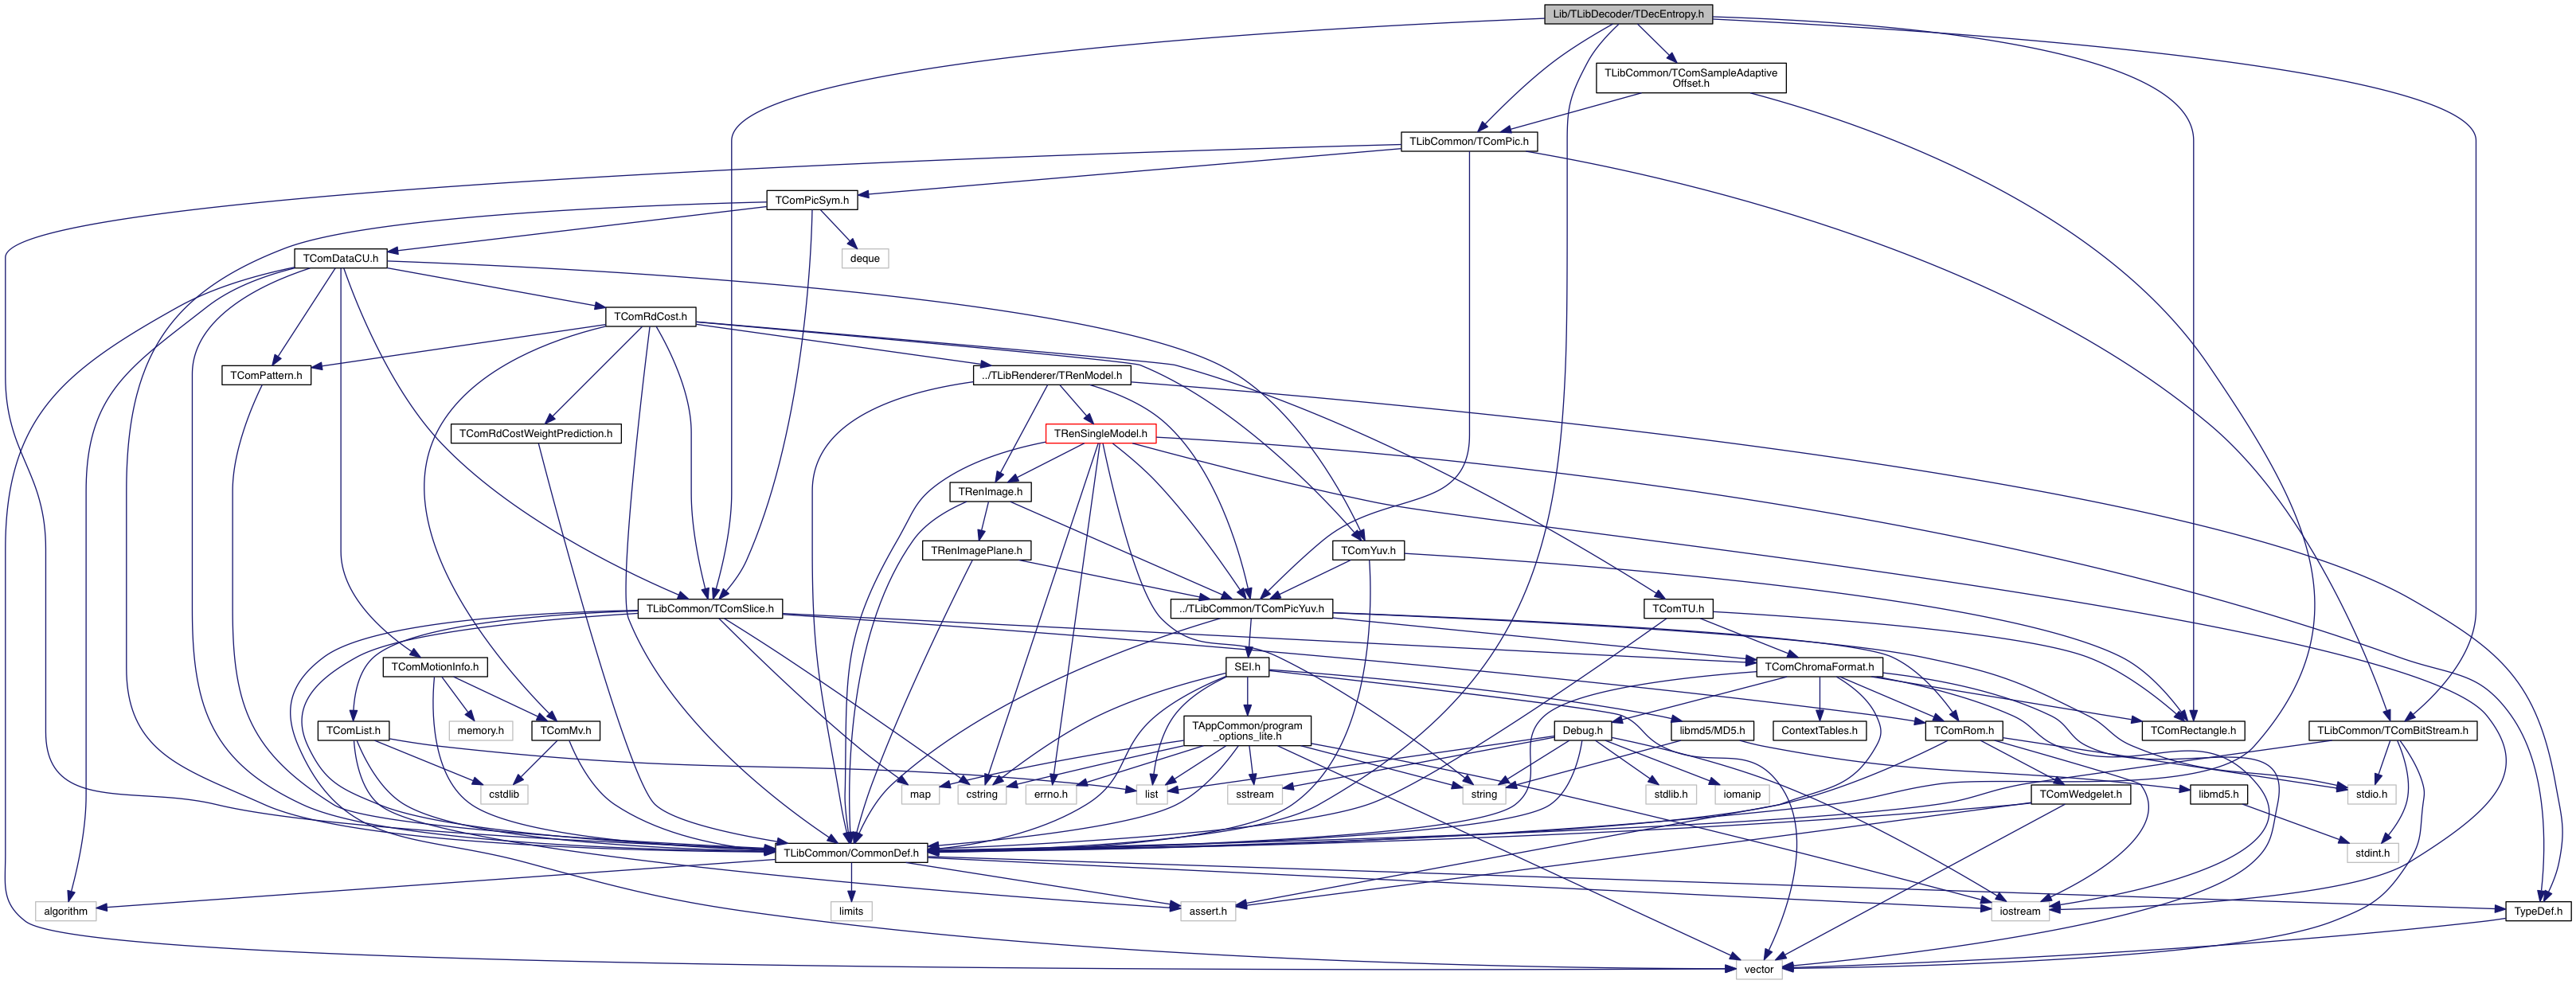 Lib/TLibDecoder/TDecEntropy.h
TLibCommon/TComSampleAdaptive
Offset.h
TLibCommon/TComPic.h
TComPicSym.h
TComDataCU.h
deque
TComRdCost.h
TComPattern.h
../TLibRenderer/TRenModel.h
TComRdCostWeightPrediction.h
TRenSingleModel.h
TRenImage.h
TRenImagePlane.h
TComYuv.h
TLibCommon/TComSlice.h
../TLibCommon/TComPicYuv.h
TComTU.h
TComMotionInfo.h
SEI.h
TComChromaFormat.h
TComList.h
memory.h
TComMv.h
TAppCommon/program
_options_lite.h
Debug.h
libmd5/MD5.h
ContextTables.h
TComRom.h
TComRectangle.h
TLibCommon/TComBitStream.h
cstdlib
map
cstring
errno.h
list
sstream
string
stdlib.h
iomanip
TComWedgelet.h
libmd5.h
stdio.h
TLibCommon/CommonDef.h
stdint.h
algorithm
limits
assert.h
iostream
TypeDef.h
vector